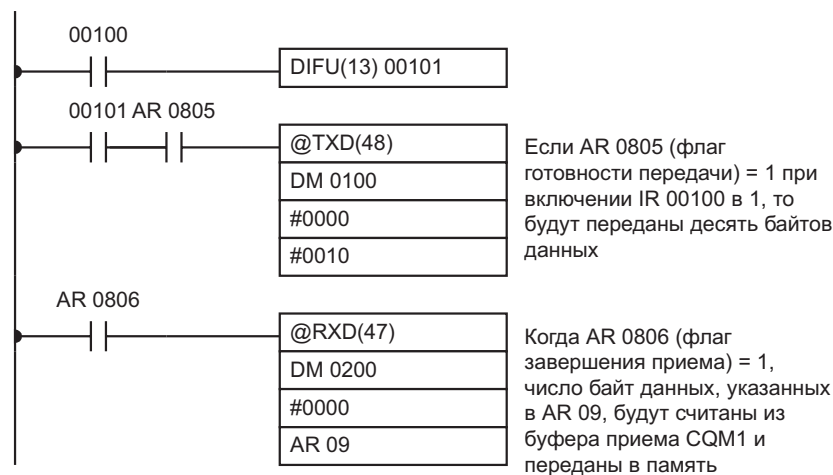 00100
DIFU(13) 00101
00101 AR 0805
@TXD(48)
DM 0100
#0000
#0010
Если AR 0805 (флаг
готовности передачи) = 1 при
включении IR 00100 в 1, то
будут переданы десять байтов
данных
AR 0806
@RXD(47)
DM 0200
#0000
AR 09
Когда AR 0806 (флаг
завершения приема) = 1,
число байт данных, указанных
в AR 09, будут считаны из
буфера приема CQM1 и
переданы в память